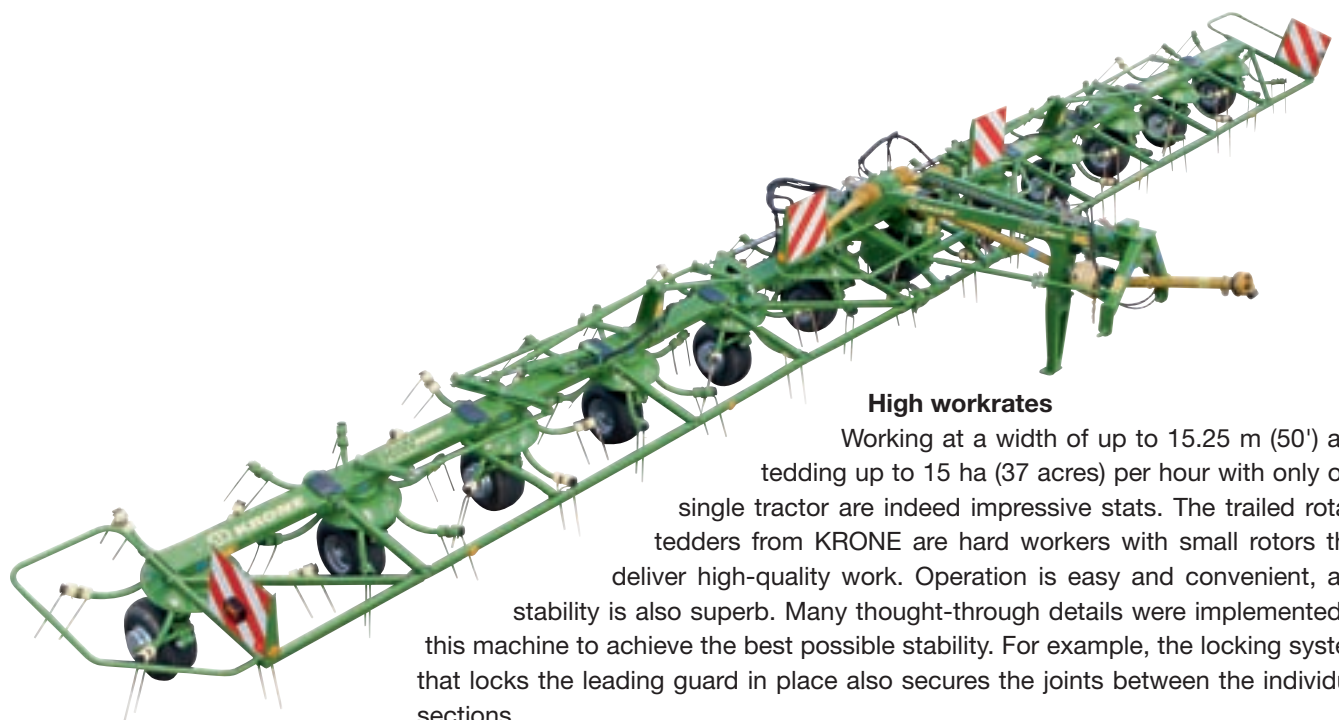 High workrates
Working at a width of up to 15.25 m (50') a
tedding up to 15 ha (37 acres) per hour with only o
single tractor are indeed impressive stats. The trailed rota
tedders from KRONE are hard workers with small rotors th
deliver high-quality work. Operation is easy and convenient, a
stability is also superb. Many thought-through details were implemented
this machine to achieve the best possible stability. For example, the locking syste
that locks the leading guard in place also secures the joints between the individu
sections
KRONE